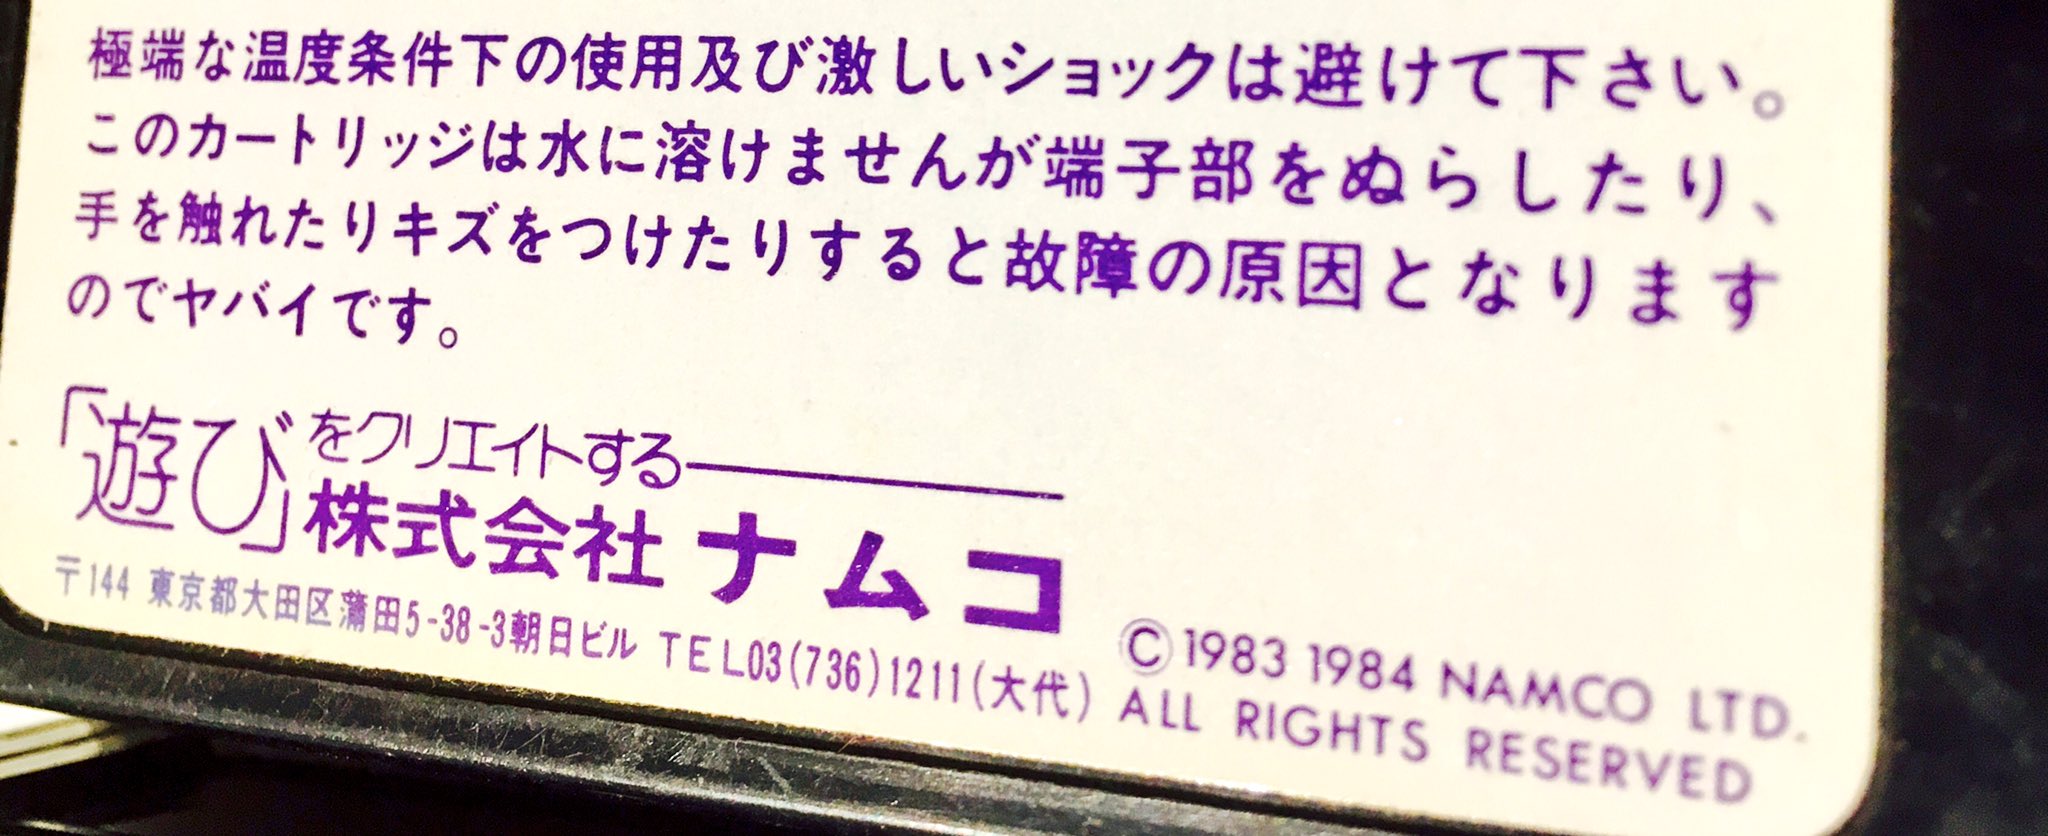 極端な温度条件下の使用及び激しいショックは避けて下さい。
このカートリッジは水に溶けませんが端子部をぬらしたり、
手を触れたりキズをつけたりすると故障の原因となります
のでヤバイです。
「遊び」をクリエイトする
株式会社 ナムコ
〒144 東京都大田区蒲田5-38-3朝日ビル TEL03(736)1211(大代)
©1983 1984 NAMCO LTD.
ALL RIGHTS RESERVED